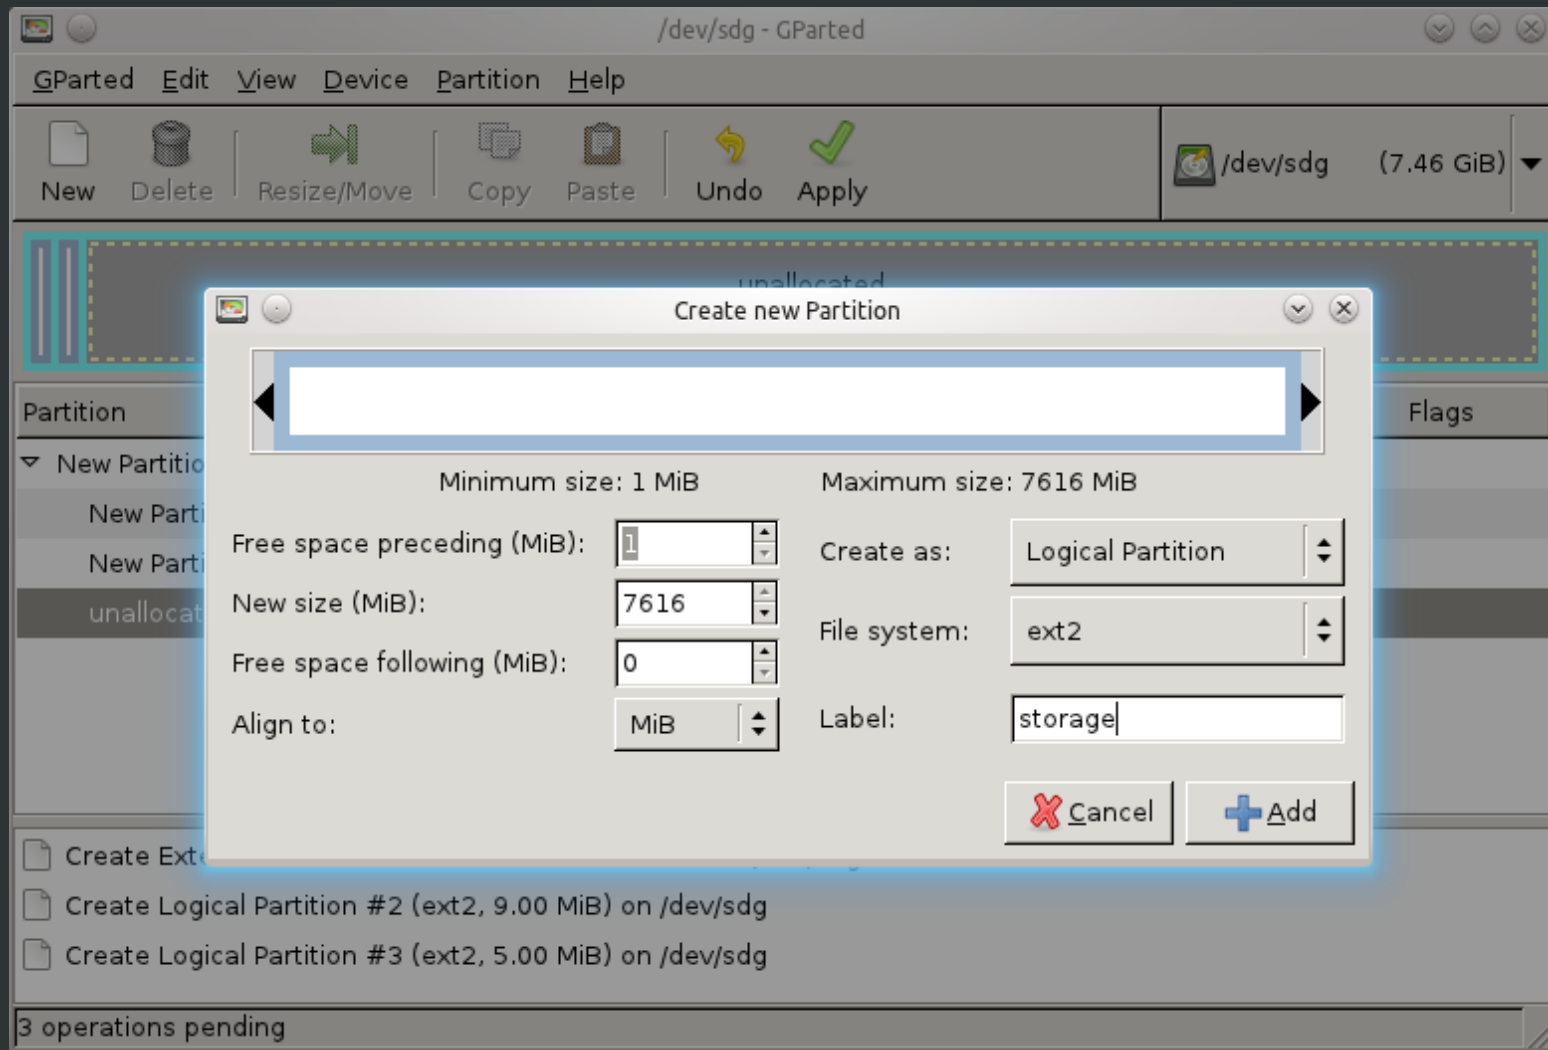 /dev/sdg - GParted
GParted Edit View Device Partition Help
New Delete Resize/Move Copy Paste Undo Apply /dev/sdg (7.46 GiB)
unallocated
Create new Partition
Partition Flags
New Partitio
New Parti
New Parti
unallocat
Minimum size: 1 MiB Maximum size: 7616 MiB
Free space preceding (MiB): 1 Create as: Logical Partition
New size (MiB): 7616 File system: ext2
Free space following (MiB): 0
Align to: MiB Label: storage
Cancel Add
Create Exte
Create Logical Partition #2 (ext2, 9.00 MiB) on /dev/sdg
Create Logical Partition #3 (ext2, 5.00 MiB) on /dev/sdg
3 operations pending